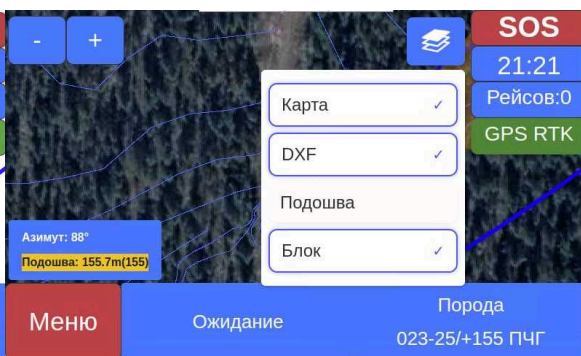 -
+
SOS
21:21
Рейсов:0
GPS RTK
Карта ✓
DXF ✓
Подошва
Блок ✓
Азимут: 88°
Подошва: 155.7m(155)
Меню
Ожидание
Порода
023-25/+155 ПЧГ